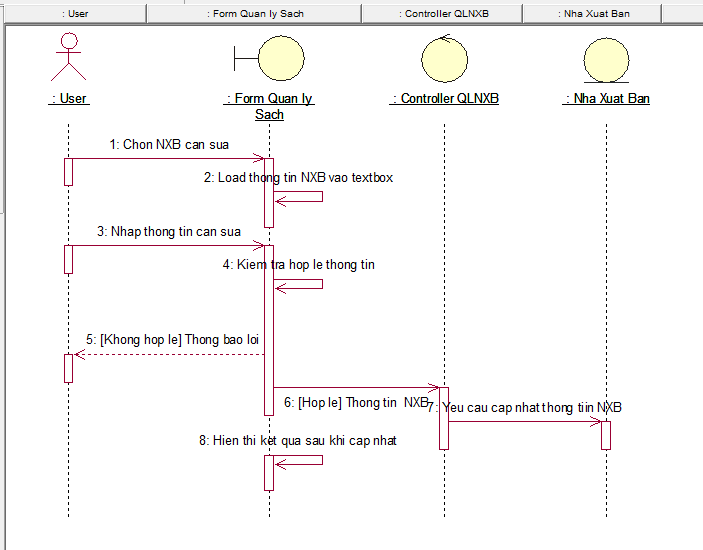 : User : Form Quan ly Sach : Controller QLNXB : Nha Xuat Ban
: User
: Form Quan ly
Sach
: Controller QLNXB
: Nha Xuat Ban
1: Chon NXB can sua
2: Load thong tin NXB vao textbox
3: Nhap thong tin can sua
4: Kiem tra hop le thong tin
5: [Khong hop le] Thong bao loi
6: [Hop le] Thong tin NXB
7: Yeu cau cap nhat thong tiin NXB
8: Hien thi ket qua sau khi cap nhat